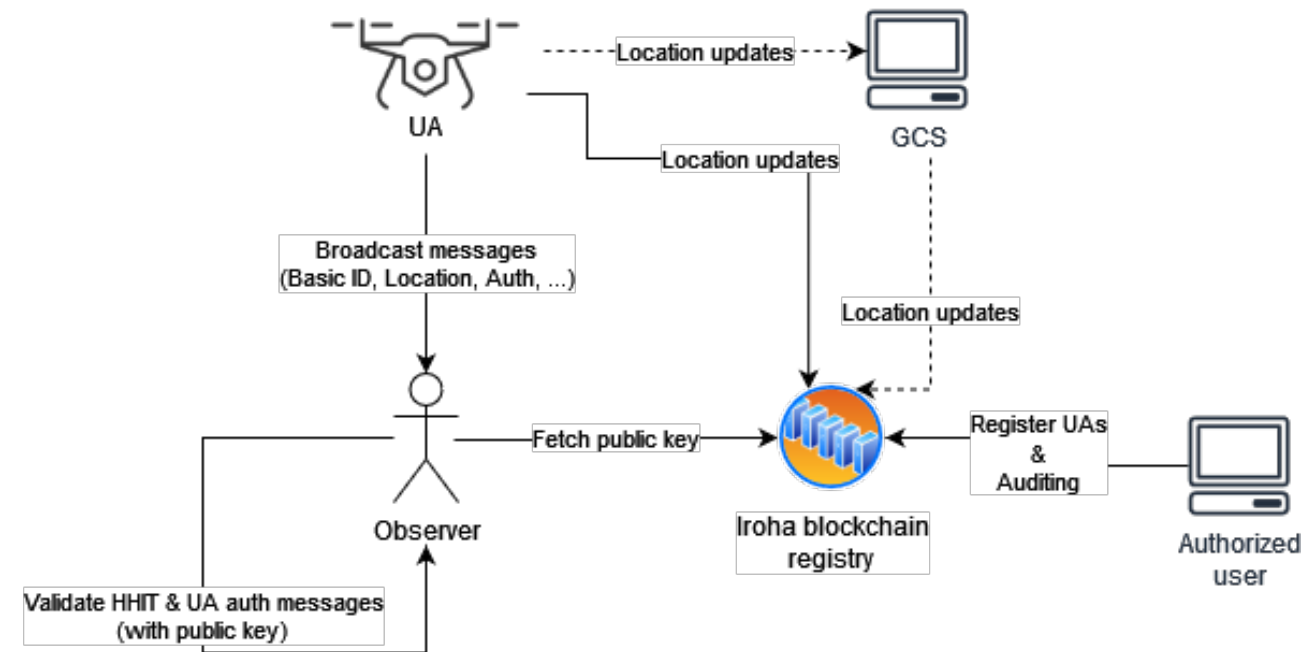 Location updates
UA
GCS
Location updates
Broadcast messages
(Basic ID, Location, Auth, ...)
Location updates
Fetch public key
Register UAs
&
Auditing
Observer
Iroha blockchain
registry
Authorized
user
Validate HHIT & UA auth messages
(with public key)